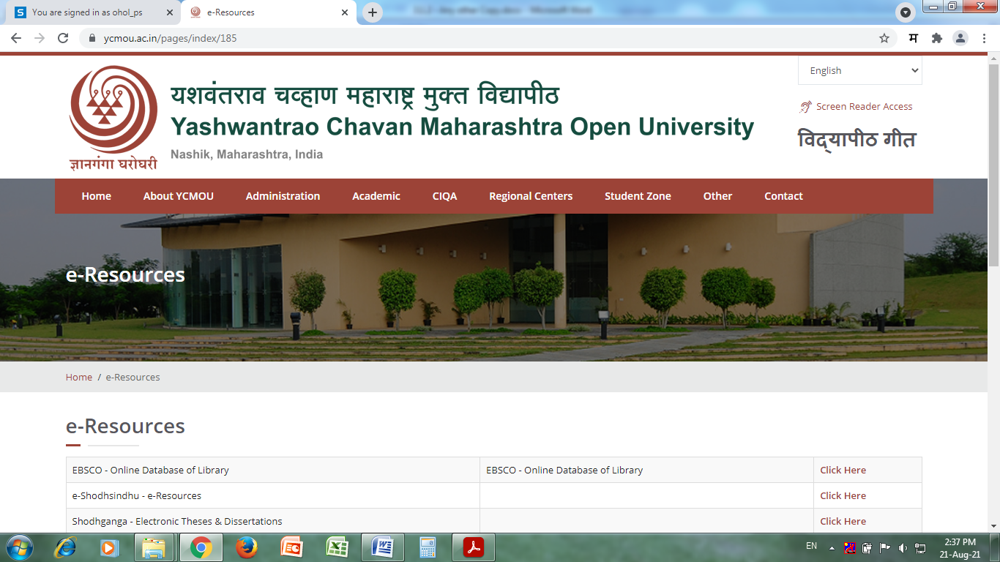 You are signed in as ohol_ps
e-Resources
ycmou.ac.in/pages/index/185
English
Screen Reader Access
विद्‌यापीठ गीत
यशवंतराव चव्हाण महाराष्ट्र मुक्त विद्यापीठ
Yashwantrao Chavan Maharashtra Open University
Nashik, Maharashtra, India
ज्ञानगंगा घरोघरी
Home About YCMOU Administration Academic CIQA Regional Centers Student Zone Other Contact
e-Resources
Home / e-Resources
e-Resources
EBSCO - Online Database of Library EBSCO - Online Database of Library Click Here
e-Shodhsindhu - e-Resources Click Here
Shodhganga - Electronic Theses & Dissertations Click Here
EN 2:37 PM
21-Aug-21